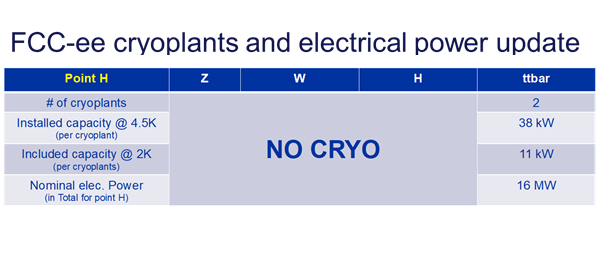 FCC-ee cryoplants and electrical power update
Point H Z W H ttbar
# of cryoplants 2
Installed capacity @ 4.5K 38 kW
(per cryoplant)
NO CRYO
Included capacity @ 2K 11 kW
(per cryoplants)
Nominal elec. Power 16 MW
(in Total for point H)